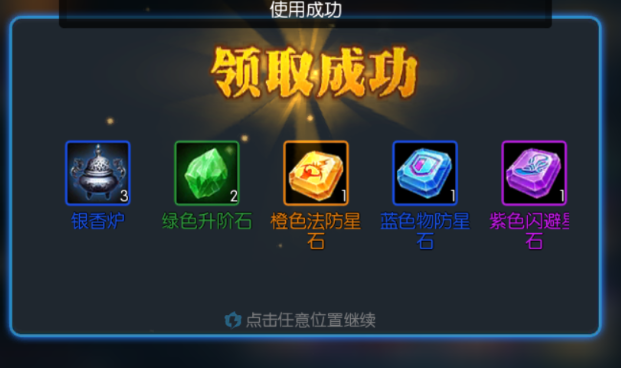 使用成功
领取成功
3
2
1
1
1
银香炉
绿色升阶石
橙色法防星
石
蓝色物防星
石
紫色闪避星
石
点击任意位置继续